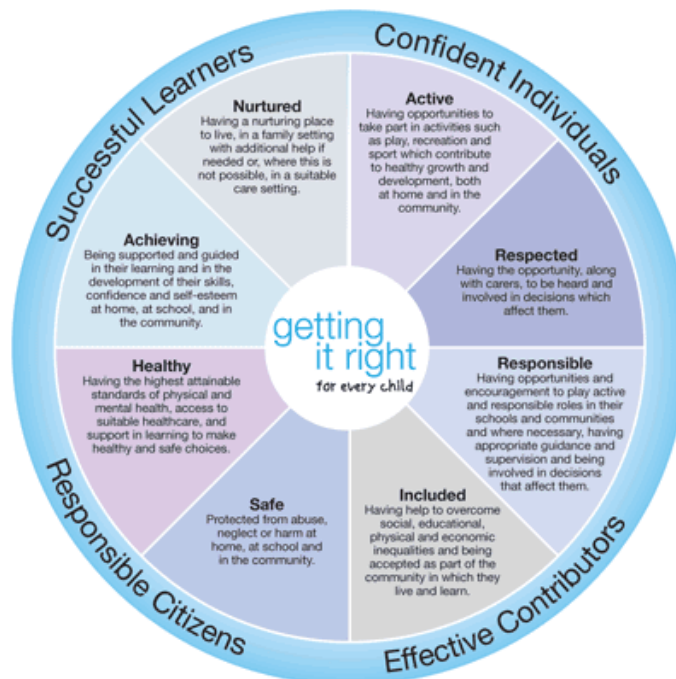 Successful Learners
Confident Individuals
Nurtured
Having a nurturing place
to live, in a family setting
with additional help if
needed or, where this is
not possible, in a suitable
care setting.
Active
Having opportunities to
take part in activities such
as play, recreation and
sport which contribute
to healthy growth and
development, both
at home and in the
community.
Achieving
Being supported and guided
in their learning and in the
development of their skills,
confidence and self-esteem
at home, at school, and in
the community.
Respected
Having the opportunity, along
with carers, to be heard and
involved in decisions which
affect them.
getting
it right
for every child
Healthy
Having the highest attainable
standards of physical and
mental health, access to
suitable healthcare, and
support in learning to make
healthy and safe choices.
Responsible
Having opportunities and
encouragement to play active
and responsible roles in their
schools and communities
and where necessary, having
appropriate guidance and
supervision and being
involved in decisions
that affect them.
Safe
Protected from abuse,
neglect or harm at
home, at school and
in the community.
Included
Having help to overcome
social, educational,
physical and economic
inequalities and being
accepted as part of the
community in which they
live and learn.
Responsible Citizens
Effective Contributors